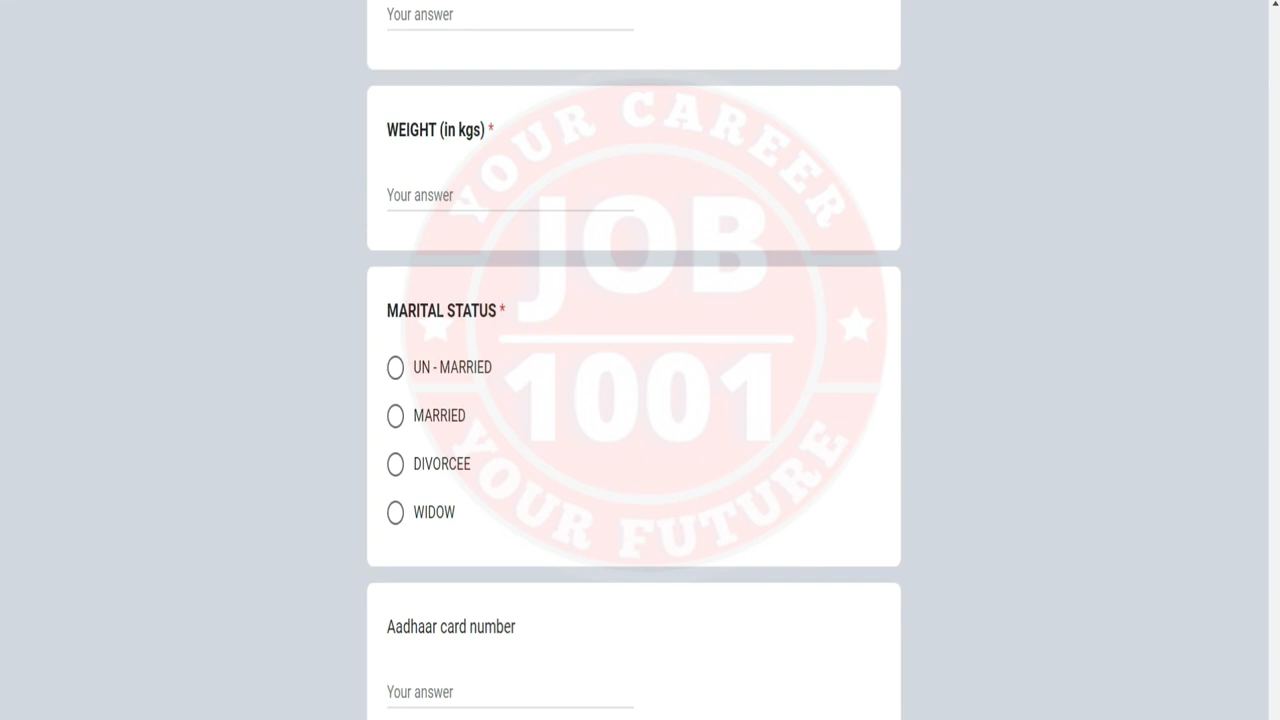 Your answer
WEIGHT (in kgs) *
Your answer
MARITAL STATUS *
UN - MARRIED
MARRIED
DIVORCEE
WIDOW
Aadhaar card number
Your answer
YOUR CAREER
JOB
1001
YOUR FUTURE